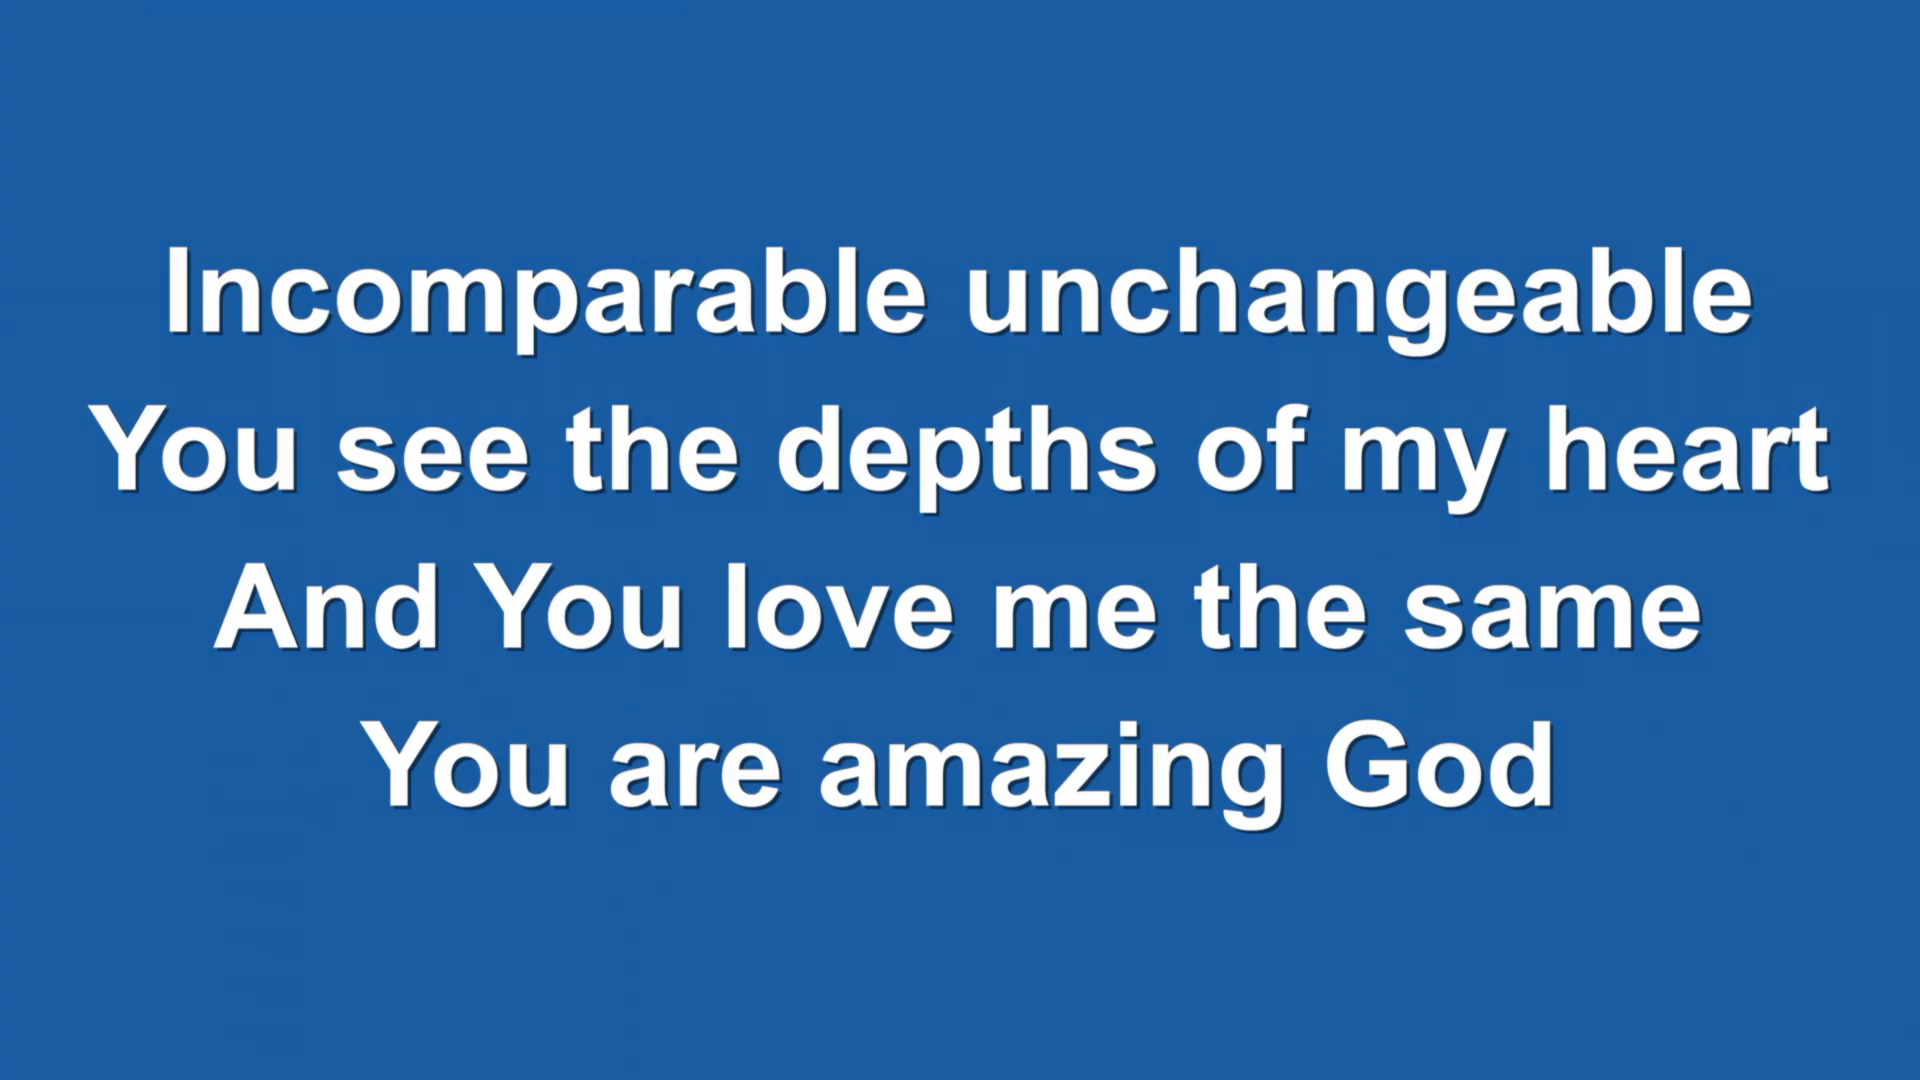 Incomparable unchangeable
You see the depths of my heart
And You love me the same
You are amazing God